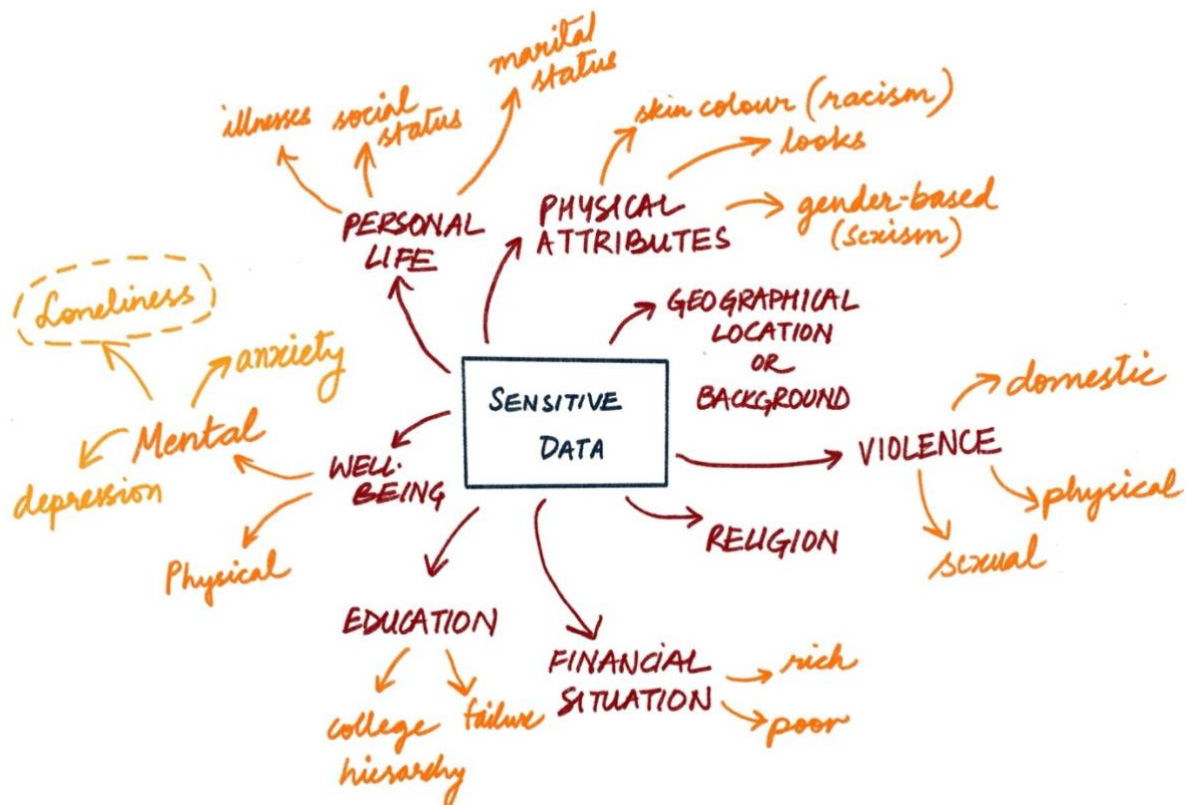 marital
status
illnesses
social
status
skin colour (racism)
looks
gender-based
(sexism)
PERSONAL
LIFE
PHYSICAL
ATTRIBUTES
GEOGRAPHICAL
LOCATION
OR
BACKGROUND
Loneliness
anxiety
Mental
depression
WELL-
BEING
Physical
SENSITIVE
DATA
VIOLENCE
domestic
physical
sexual
RELIGION
EDUCATION
college
hierarchy
failure
FINANCIAL
SITUATION
rich
poor